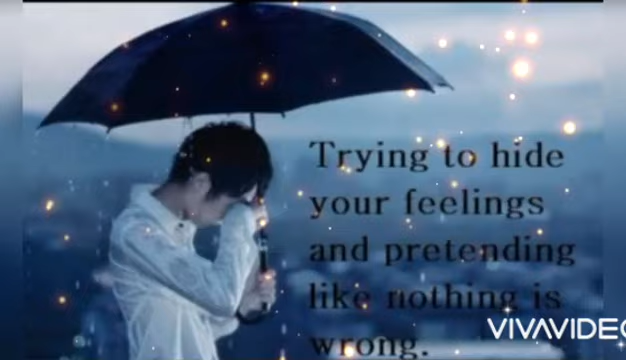 Trying to hide
your feelings
and pretending
like nothing is
wrong.
VIVAVIDEO